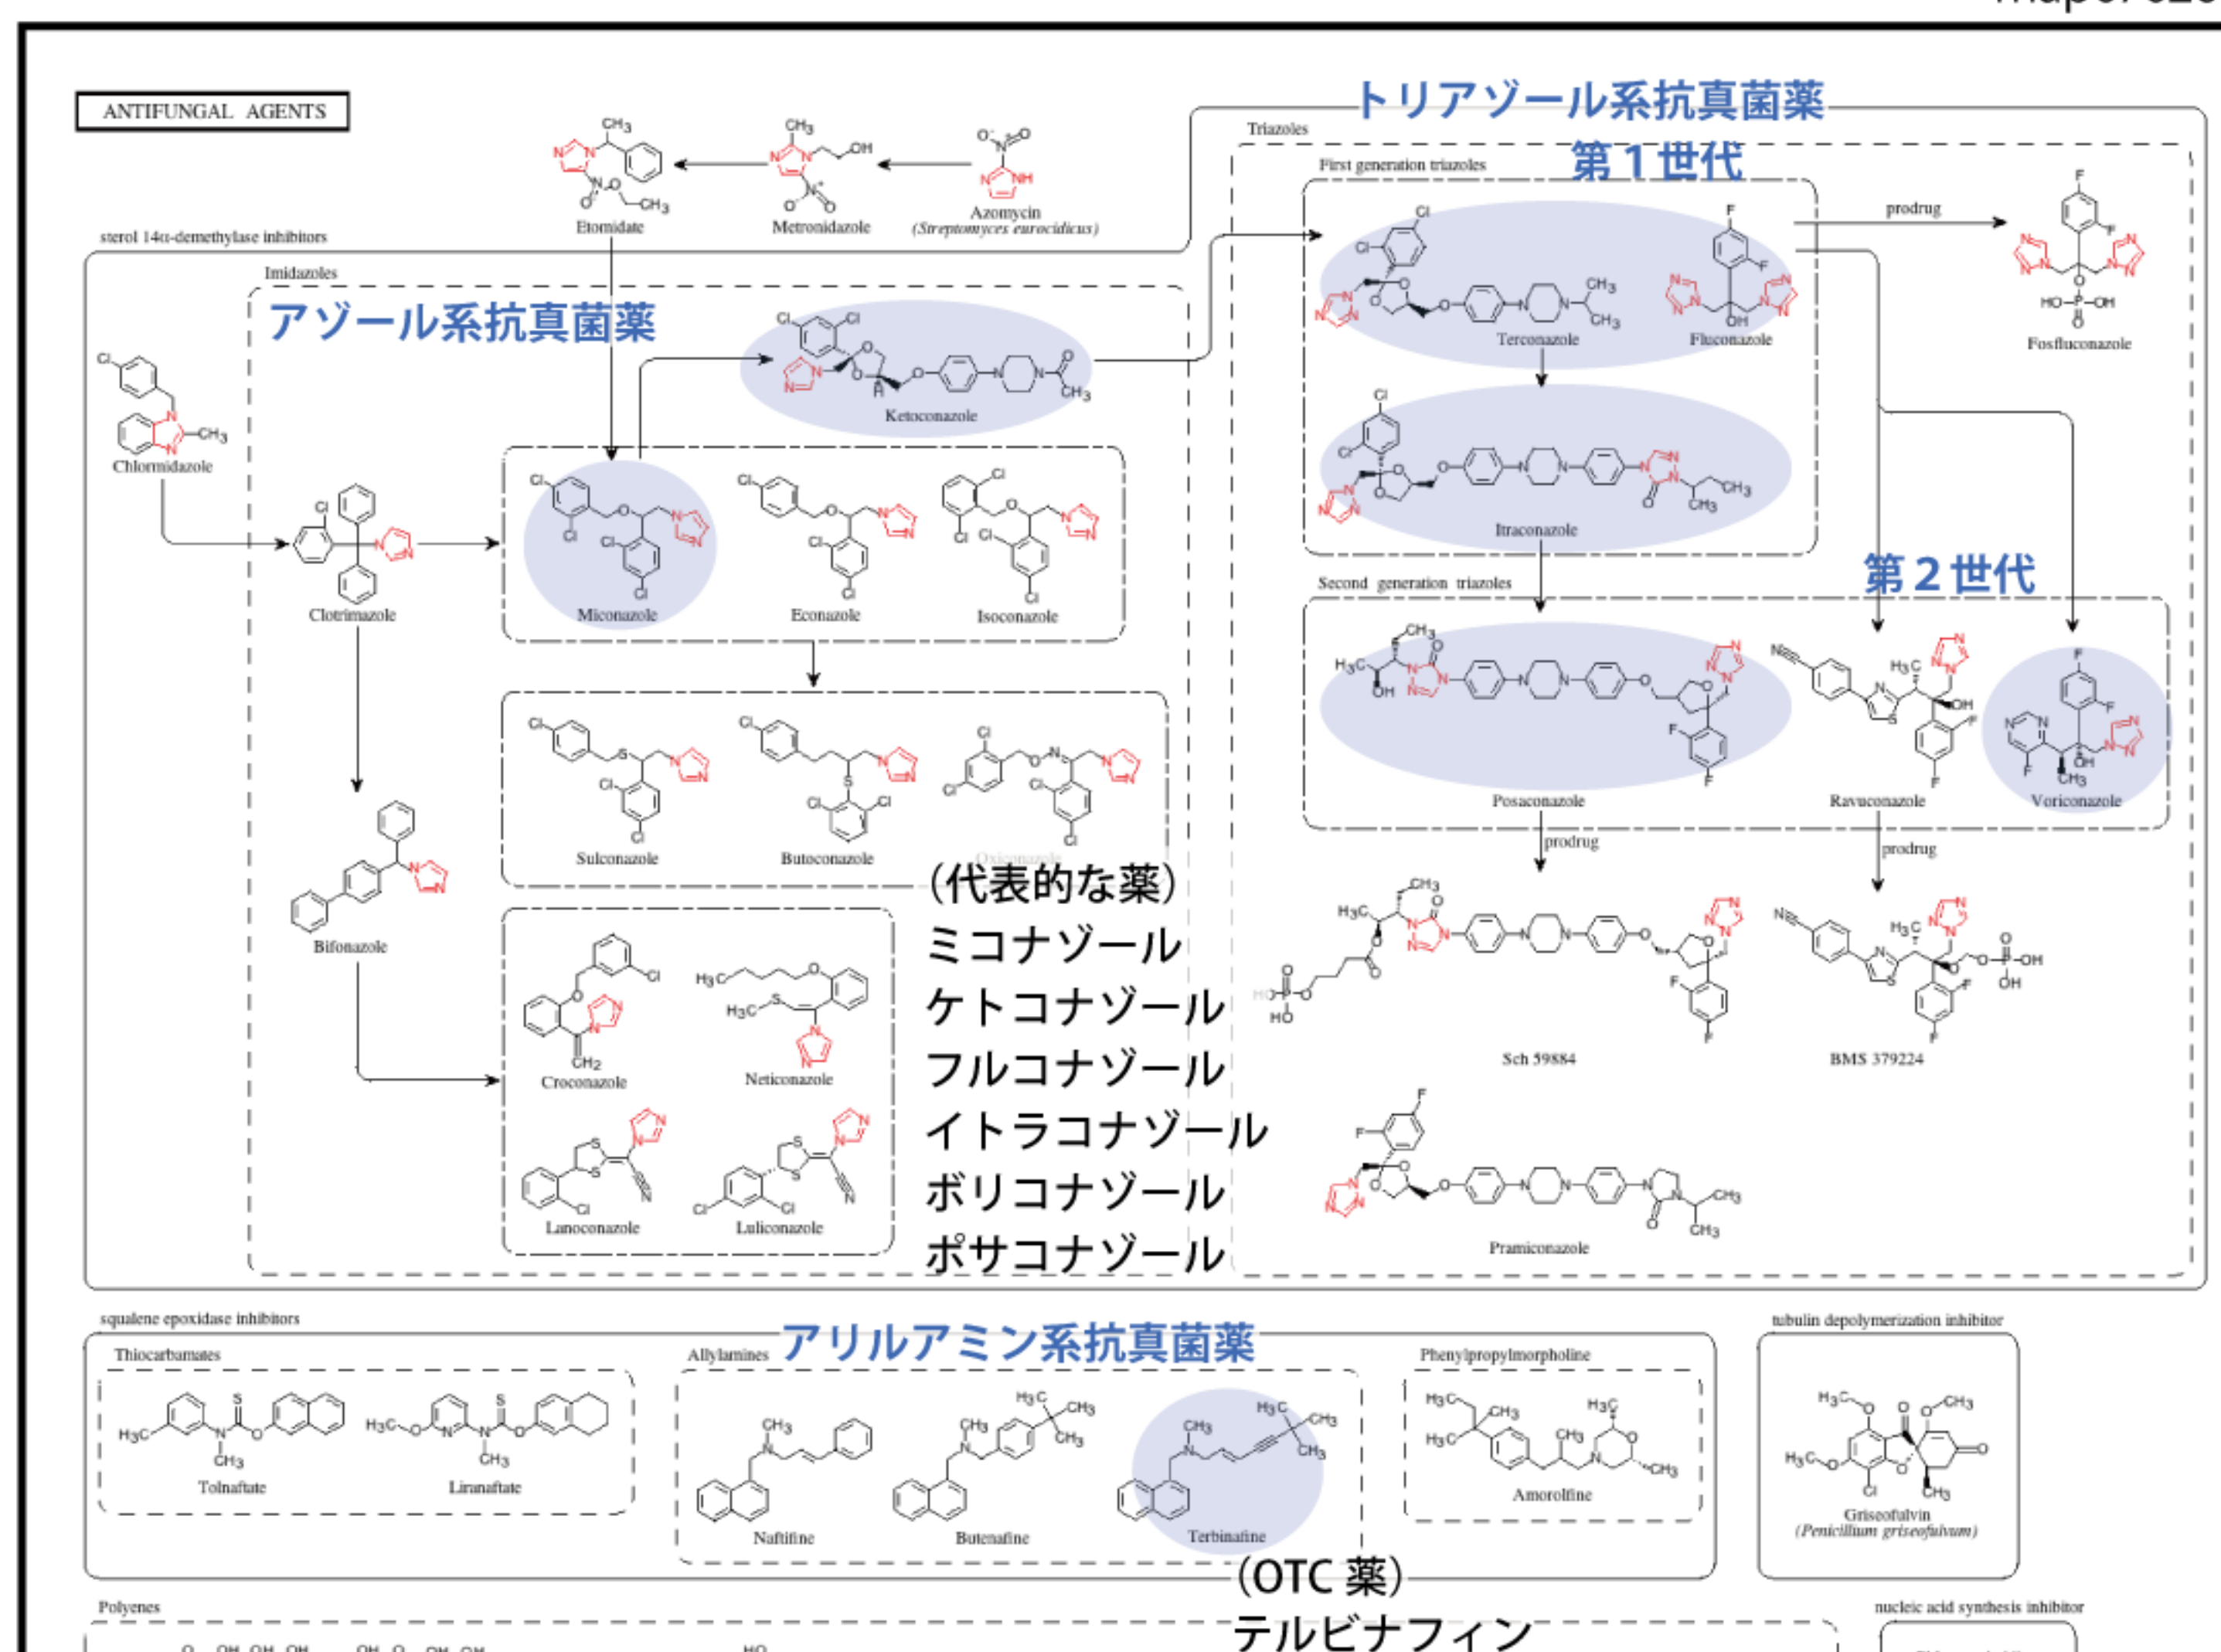 ANTIFUNGAL AGENTS
トリアゾール系抗真菌薬
Triazoles
第1世代
First generation triazoles
CH3
CH3
OH
Etomidate
Metronidazole
Azomycin
(Streptomyces eurocidicus)
sterol 14α-demethylase inhibitors
Imidazoles
アゾール系抗真菌薬
Ketoconazole
Terconazole
Fluconazole
prodrug
Fosfluconazole
Chlormidazole
Itraconazole
Clotrimazole
Miconazole
Econazole
Isoconazole
第2世代
Second generation triazoles
Sulconazole
Butoconazole
Oxiconazole
Posaconazole
Ravuconazole
Voriconazole
prodrug
prodrug
Bifonazole
(代表的な薬)
ミコナゾール
ケトコナゾール
フルコナゾール
イトラコナゾール
ボリコナゾール
ポサコナゾール
Croconazole
Neticonazole
Lanoconazole
Luliconazole
Sch 59884
BMS 379224
Pramiconazole
squalene epoxidase inhibitors
アリルアミン系抗真菌薬
tubulin depolymerization inhibitor
Thiocarbamates
Allylamines
Phenylpropylmorpholine
Tolnaftate
Liranaftate
Naftifine
Butenafine
Terbinafine
Amorolfine
Griseofulvin
(Penicillium griseofulvum)
(OTC 薬)
テルビナフィン
Polyenes
nucleic acid synthesis inhibitor